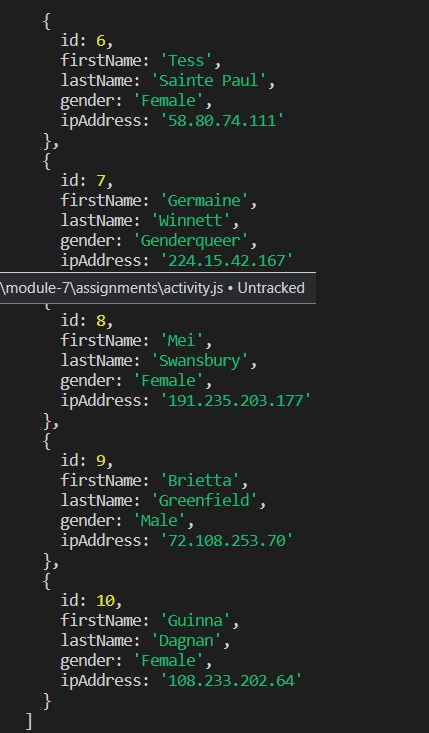 {
id: 6,
firstName: 'Tess',
lastName: 'Sainte Paul',
gender: 'Female',
ipAddress: '58.80.74.111'
},
{
id: 7,
firstName: 'Germaine',
lastName: 'Winnett',
gender: 'Genderqueer',
ipAddress: '224.15.42.167'
\module-7\assignments\activity.js • Untracked
{
id: 8,
firstName: 'Mei',
lastName: 'Swansbury',
gender: 'Female',
ipAddress: '191.235.203.177'
},
{
id: 9,
firstName: 'Brietta',
lastName: 'Greenfield',
gender: 'Male',
ipAddress: '72.108.253.70'
},
{
id: 10,
firstName: 'Guinna',
lastName: 'Dagnan',
gender: 'Female',
ipAddress: '108.233.202.64'
}
]